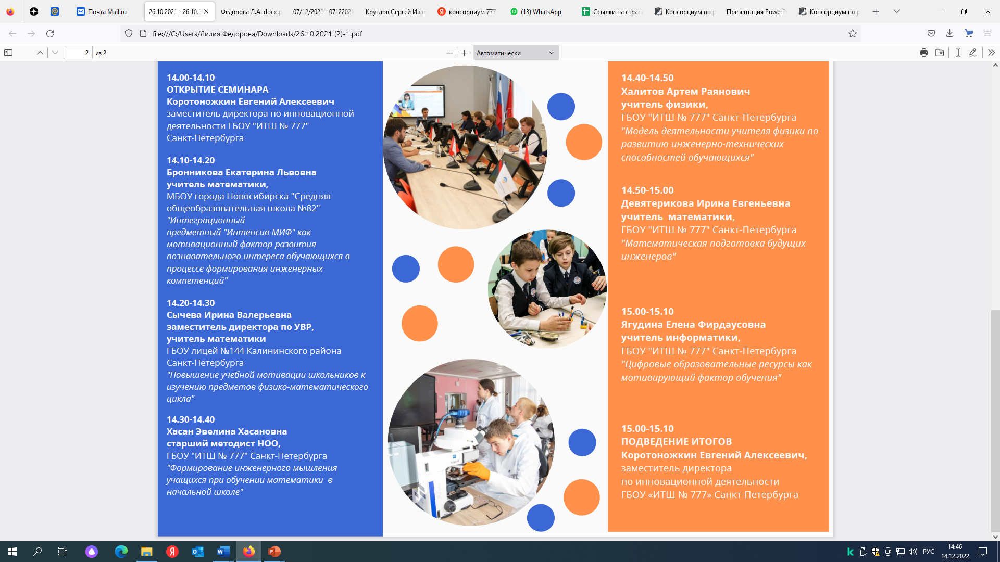 Почта Mail.ru
26.10.2021 - 26.10.2
Федорова Л.А..docx.p
07/12/2021 - 0712202
Круглов Сергей Иван
консорциум 777 -
(13) WhatsApp
Ссылки на стран
Консорциум по р
Презентация PowerP
Консорциум по р
file:///C:/Users/Лилия Федорова/Downloads/26.10.2021 (2)-1.pdf
2 из 2
Автоматически
14.00-14.10
ОТКРЫТИЕ СЕМИНАРА
Коротоножкин Евгений Алексеевич
заместитель директора по инновационной
деятельности ГБОУ "ИТШ № 777"
Санкт-Петербурга
14.10-14.20
Бронникова Екатерина Львовна
учитель математики,
МБОУ города Новосибирска "Средняя
общеобразовательная школа №82"
"Интеграционный
предметный "Интенсив МИФ" как
мотивационный фактор развития
познавательного интереса обучающихся в
процессе формирования инженерных
компетенций"
14.20-14.30
Сычева Ирина Валерьевна
заместитель директора по УВР,
учитель математики
ГБОУ лицей №144 Калининского района
Санкт-Петербурга
"Повышение учебной мотивации школьников к
изучению предметов физико-математического
цикла"
14.30-14.40
Хасан Эвелина Хасановна
старший методист НОО,
ГБОУ "ИТШ № 777" Санкт-Петербурга
"Формирование инженерного мышления
учащихся при обучении математики  в
начальной школе"
14.40-14.50
Халитов Артем Раянович
учитель физики,
ГБОУ "ИТШ № 777" Санкт-Петербурга
"Модель деятельности учителя физики по
развитию инженерно-технических
способностей обучающихся"
14.50-15.00
Девятерикова Ирина Евгеньевна
учитель  математики,
ГБОУ "ИТШ № 777" Санкт-Петербурга
"Математическая подготовка будущих
инженеров"
15.00-15.10
Ягудина Елена Фирдаусовна
учитель информатики,
ГБОУ "ИТШ № 777" Санкт-Петербурга
"Цифровые образовательные ресурсы как
мотивирующий фактор обучения"
15.00-15.10
ПОДВЕДЕНИЕ ИТОГОВ
Коротоножкин Евгений Алексеевич,
заместитель директора
по инновационной деятельности
ГБОУ «ИТШ № 777» Санкт-Петербурга
РУС
14:46
14.12.2022